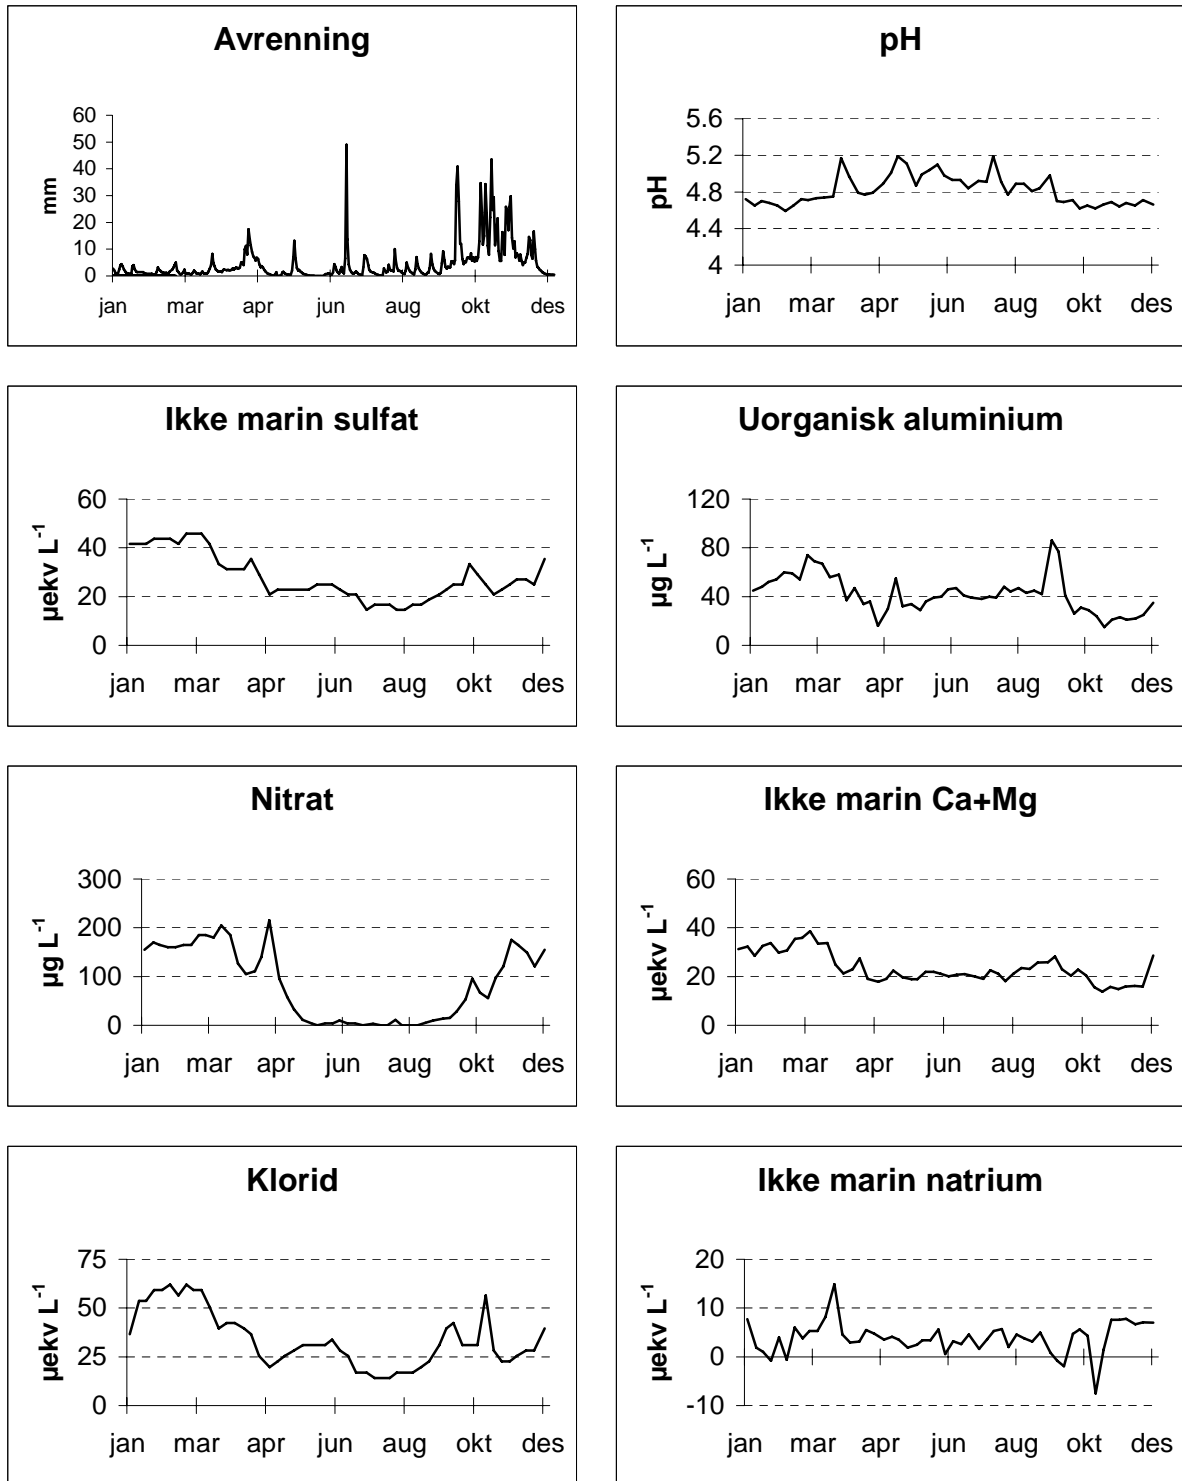 Avrenning
mm
60
50
40
30
20
10
0
jan mar apr jun aug okt des
pH
pH
5.6
5.2
4.8
4.4
4
jan mar apr jun aug okt des
Ikke marin sulfat
µekv L⁻¹
60
40
20
0
jan mar apr jun aug okt des
Uorganisk aluminium
µg L⁻¹
120
80
40
0
jan mar apr jun aug okt des
Nitrat
µg L⁻¹
300
200
100
0
jan mar apr jun aug okt des
Ikke marin Ca+Mg
µekv L⁻¹
60
40
20
0
jan mar apr jun aug okt des
Klorid
µekv L⁻¹
75
50
25
0
jan mar apr jun aug okt des
Ikke marin natrium
µekv L⁻¹
20
10
0
-10
jan mar apr jun aug okt des